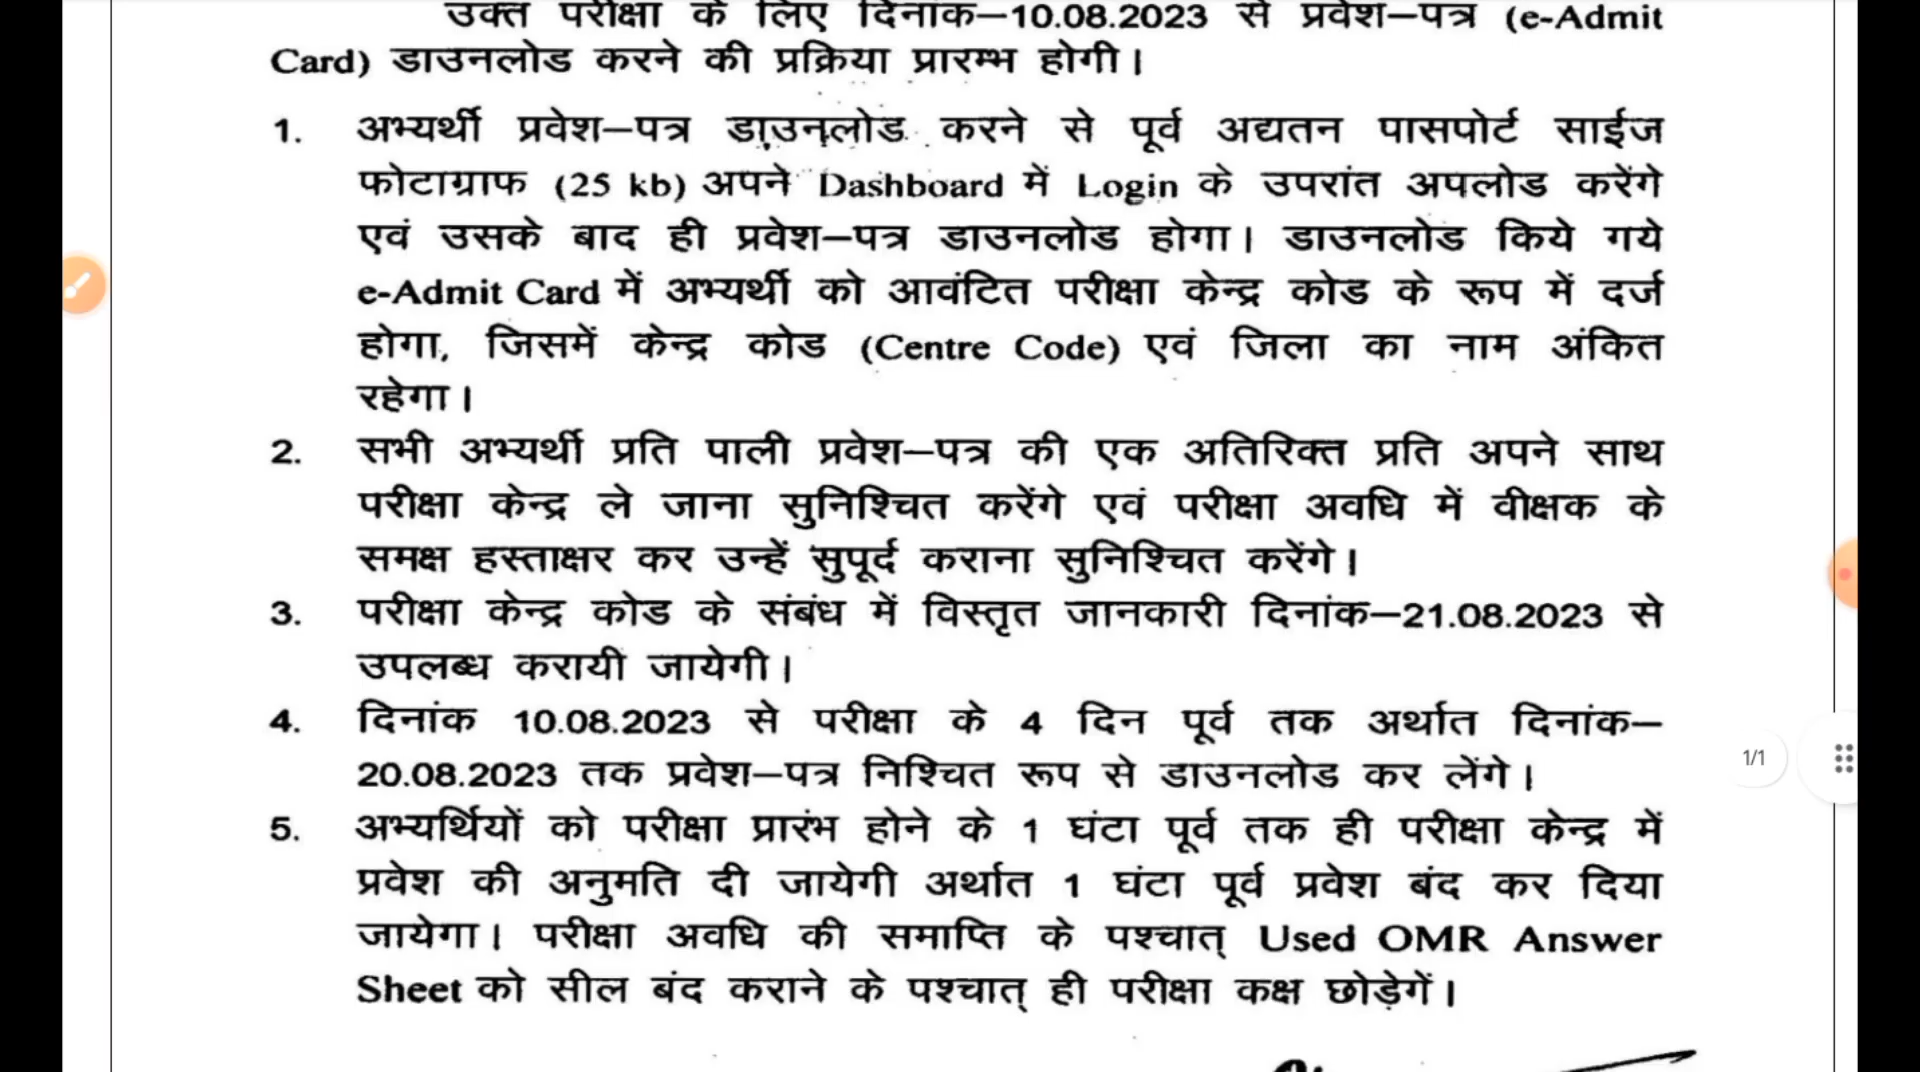 उक्त परीक्षा के लिए दिनांक–10.08.2023 से प्रवेश–पत्र (e-Admit
Card) डाउनलोड करने की प्रक्रिया प्रारम्भ होगी।
1. अभ्यर्थी प्रवेश–पत्र डाउनलोड करने से पूर्व अद्यतन पासपोर्ट साईज
फोटाग्राफ (25 kb) अपने Dashboard में Login के उपरांत अपलोड करेंगे
एवं उसके बाद ही प्रवेश–पत्र डाउनलोड होगा। डाउनलोड किये गये
e-Admit Card में अभ्यर्थी को आवंटित परीक्षा केन्द्र कोड के रूप में दर्ज
होगा, जिसमें केन्द्र कोड (Centre Code) एवं जिला का नाम अंकित
रहेगा।
2. सभी अभ्यर्थी प्रति पाली प्रवेश–पत्र की एक अतिरिक्त प्रति अपने साथ
परीक्षा केन्द्र ले जाना सुनिश्चित करेंगे एवं परीक्षा अवधि में वीक्षक के
समक्ष हस्ताक्षर कर उन्हें सुपूर्द कराना सुनिश्चित करेंगे।
3. परीक्षा केन्द्र कोड के संबंध में विस्तृत जानकारी दिनांक–21.08.2023 से
उपलब्ध करायी जायेगी।
4. दिनांक 10.08.2023 से परीक्षा के 4 दिन पूर्व तक अर्थात दिनांक–
20.08.2023 तक प्रवेश–पत्र निश्चित रूप से डाउनलोड कर लेंगे।
1/1
5. अभ्यर्थियों को परीक्षा प्रारंभ होने के 1 घंटा पूर्व तक ही परीक्षा केन्द्र में
प्रवेश की अनुमति दी जायेगी अर्थात 1 घंटा पूर्व प्रवेश बंद कर दिया
जायेगा। परीक्षा अवधि की समाप्ति के पश्चात् Used OMR Answer
Sheet को सील बंद कराने के पश्चात् ही परीक्षा कक्ष छोड़ेगें।